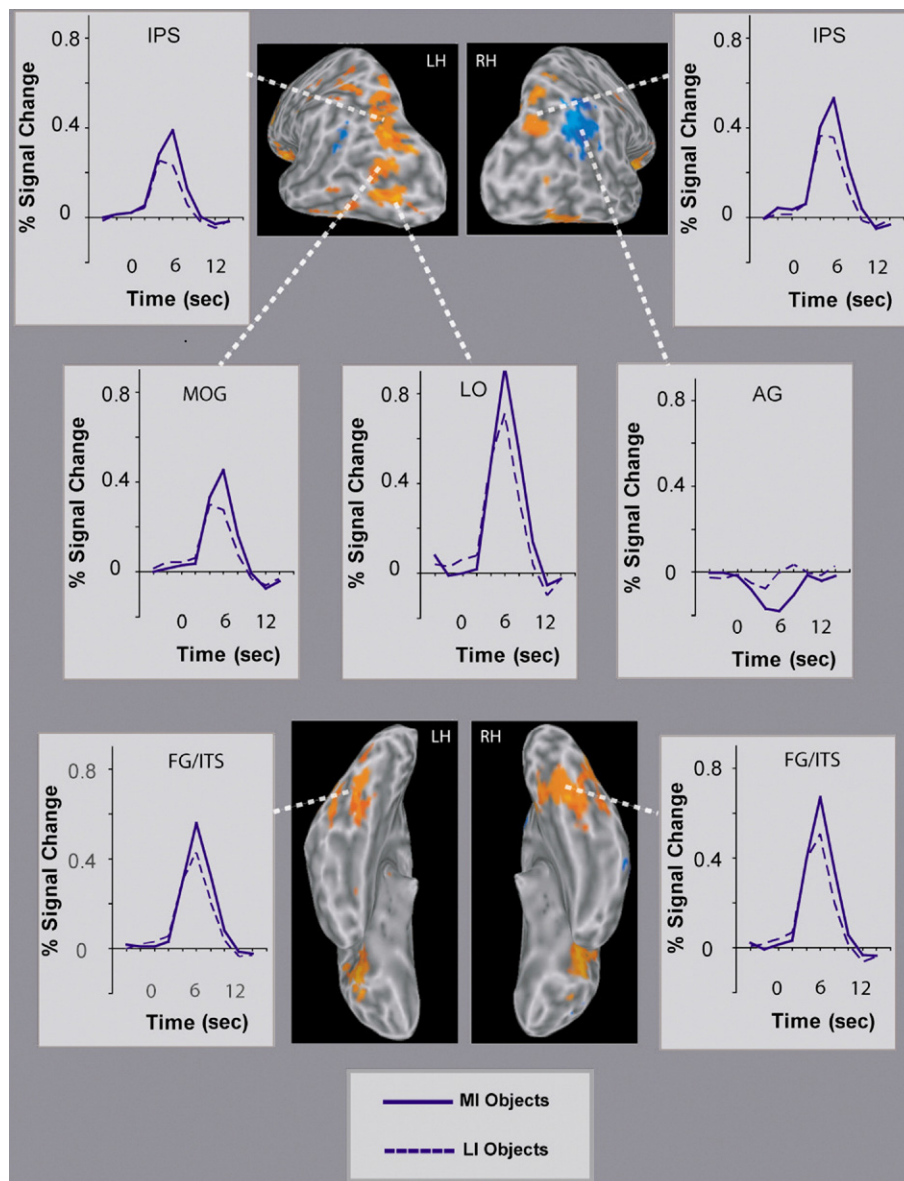 IPS
% Signal Change
0.8
0.4
0
0 6 12
Time (sec)
LH
RH
IPS
% Signal Change
0.8
0.4
0
0 6 12
Time (sec)
MOG
% Signal Change
0.8
0.4
0
0 6 12
Time (sec)
LO
% Signal Change
0.8
0.4
0
0 6 12
Time (sec)
AG
% Signal Change
0.8
0.4
0
0 6 12
Time (sec)
FG/ITS
% Signal Change
0.8
0.4
0
0 6 12
Time (sec)
LH
RH
FG/ITS
% Signal Change
0.8
0.4
0
0 6 12
Time (sec)
MI Objects
LI Objects